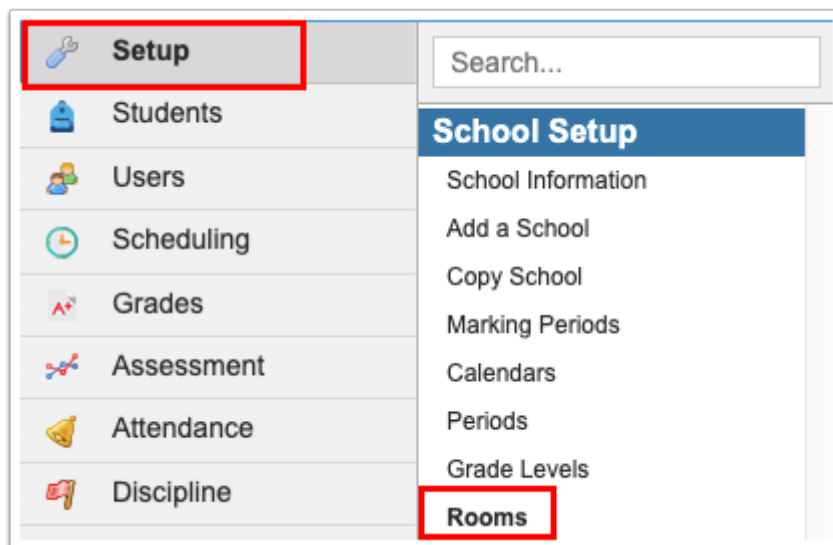 Setup
Students
Users
Scheduling
A+ Grades
Assessment
Attendance
Discipline
Search...
School Setup
School Information
Add a School
Copy School
Marking Periods
Calendars
Periods
Grade Levels
Rooms